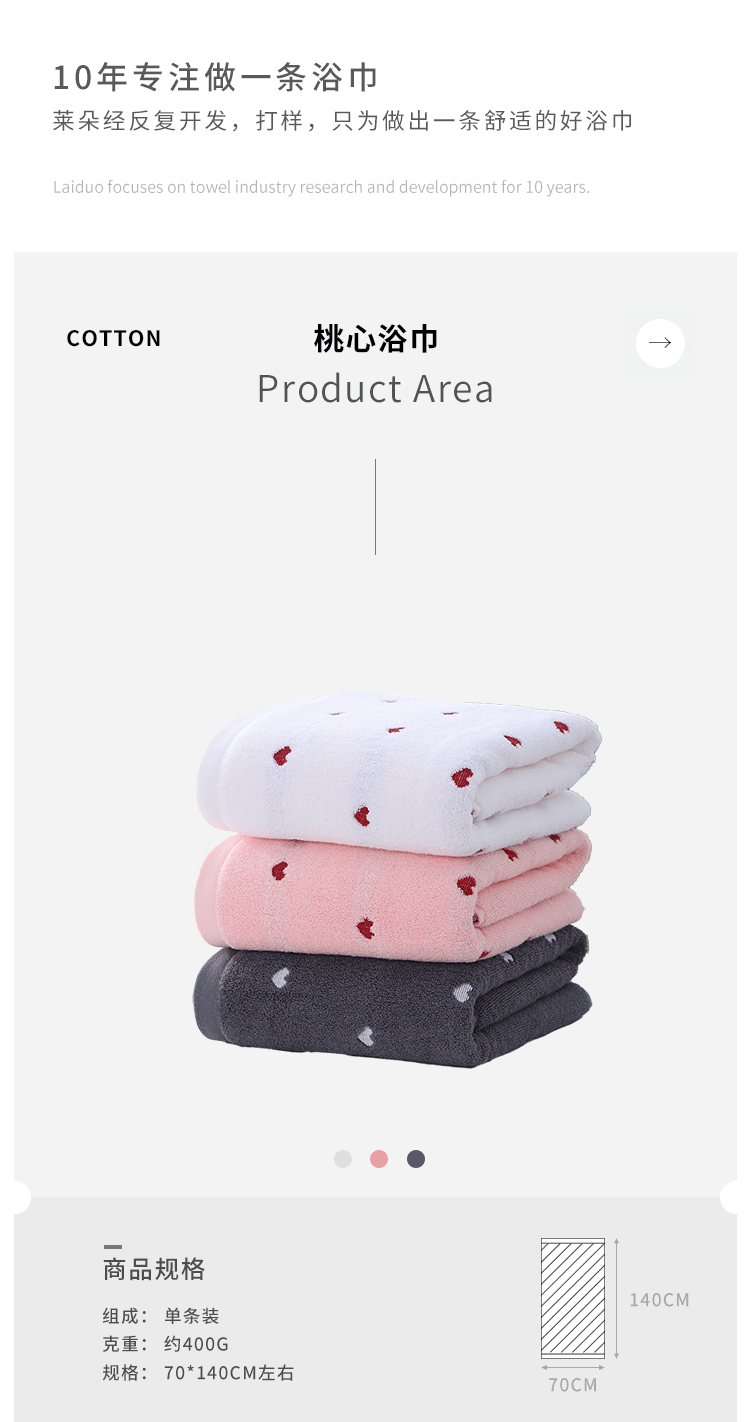 10年专注做一条浴巾
莱朵经反复开发，打样，只为做出一条舒适的好浴巾
Laiduo focuses on towel industry research and development for 10 years.
COTTON
桃心浴巾
Product Area
商品规格
组成： 单条装
克重： 约400G
规格： 70*140CM左右
140CM
70CM